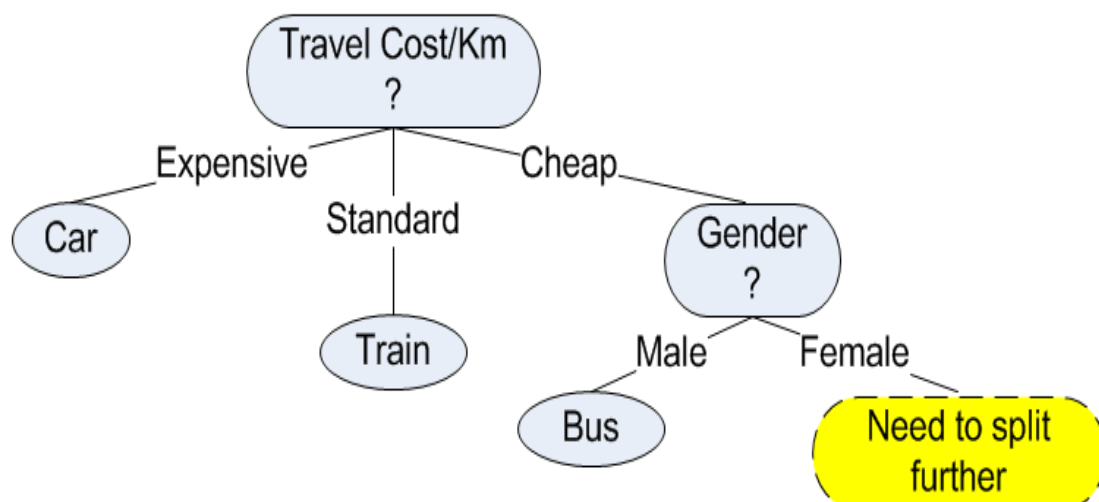 Travel Cost/Km
?
Expensive
Cheap
Standard
Car
Gender
?
Train
Male
Female
Bus
Need to split
further